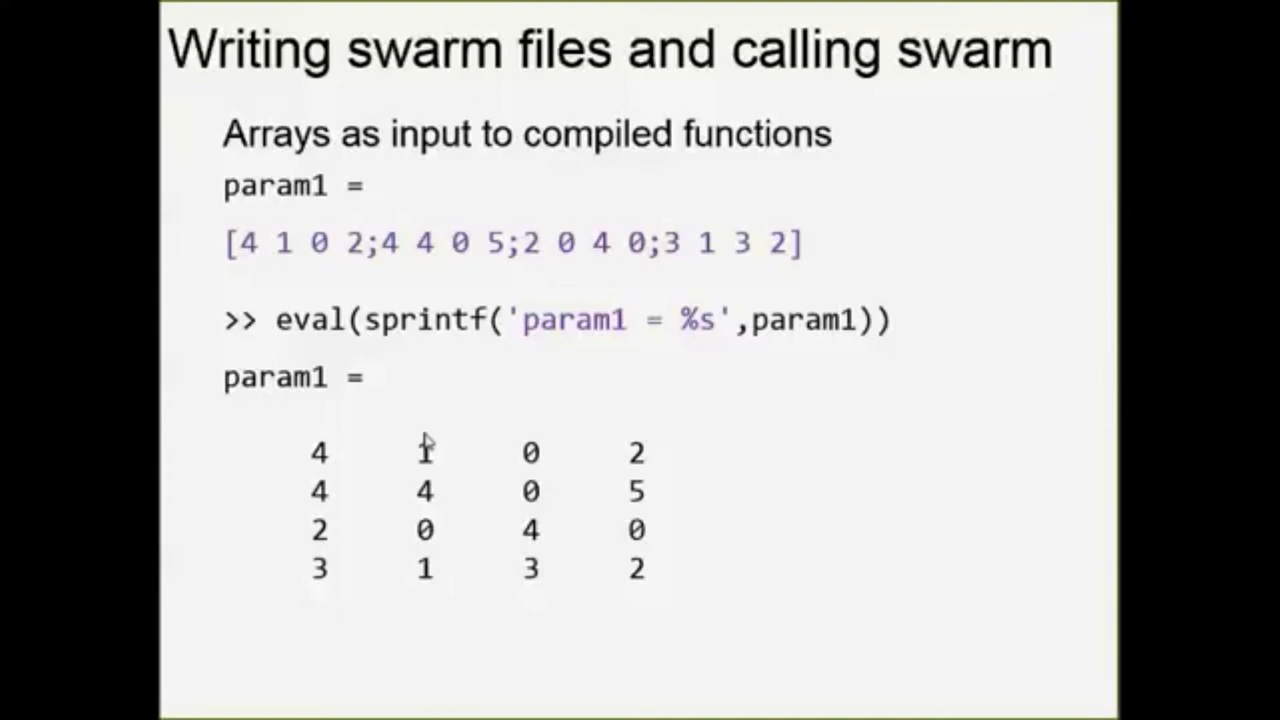 Writing swarm files and calling swarm
Arrays as input to compiled functions
param1 =
[4 1 0 2;4 4 0 5;2 0 4 0;3 1 3 2]
>> eval(sprintf('param1 = %s',param1))
param1 =
4 1 0 2
4 4 0 5
2 0 4 0
3 1 3 2